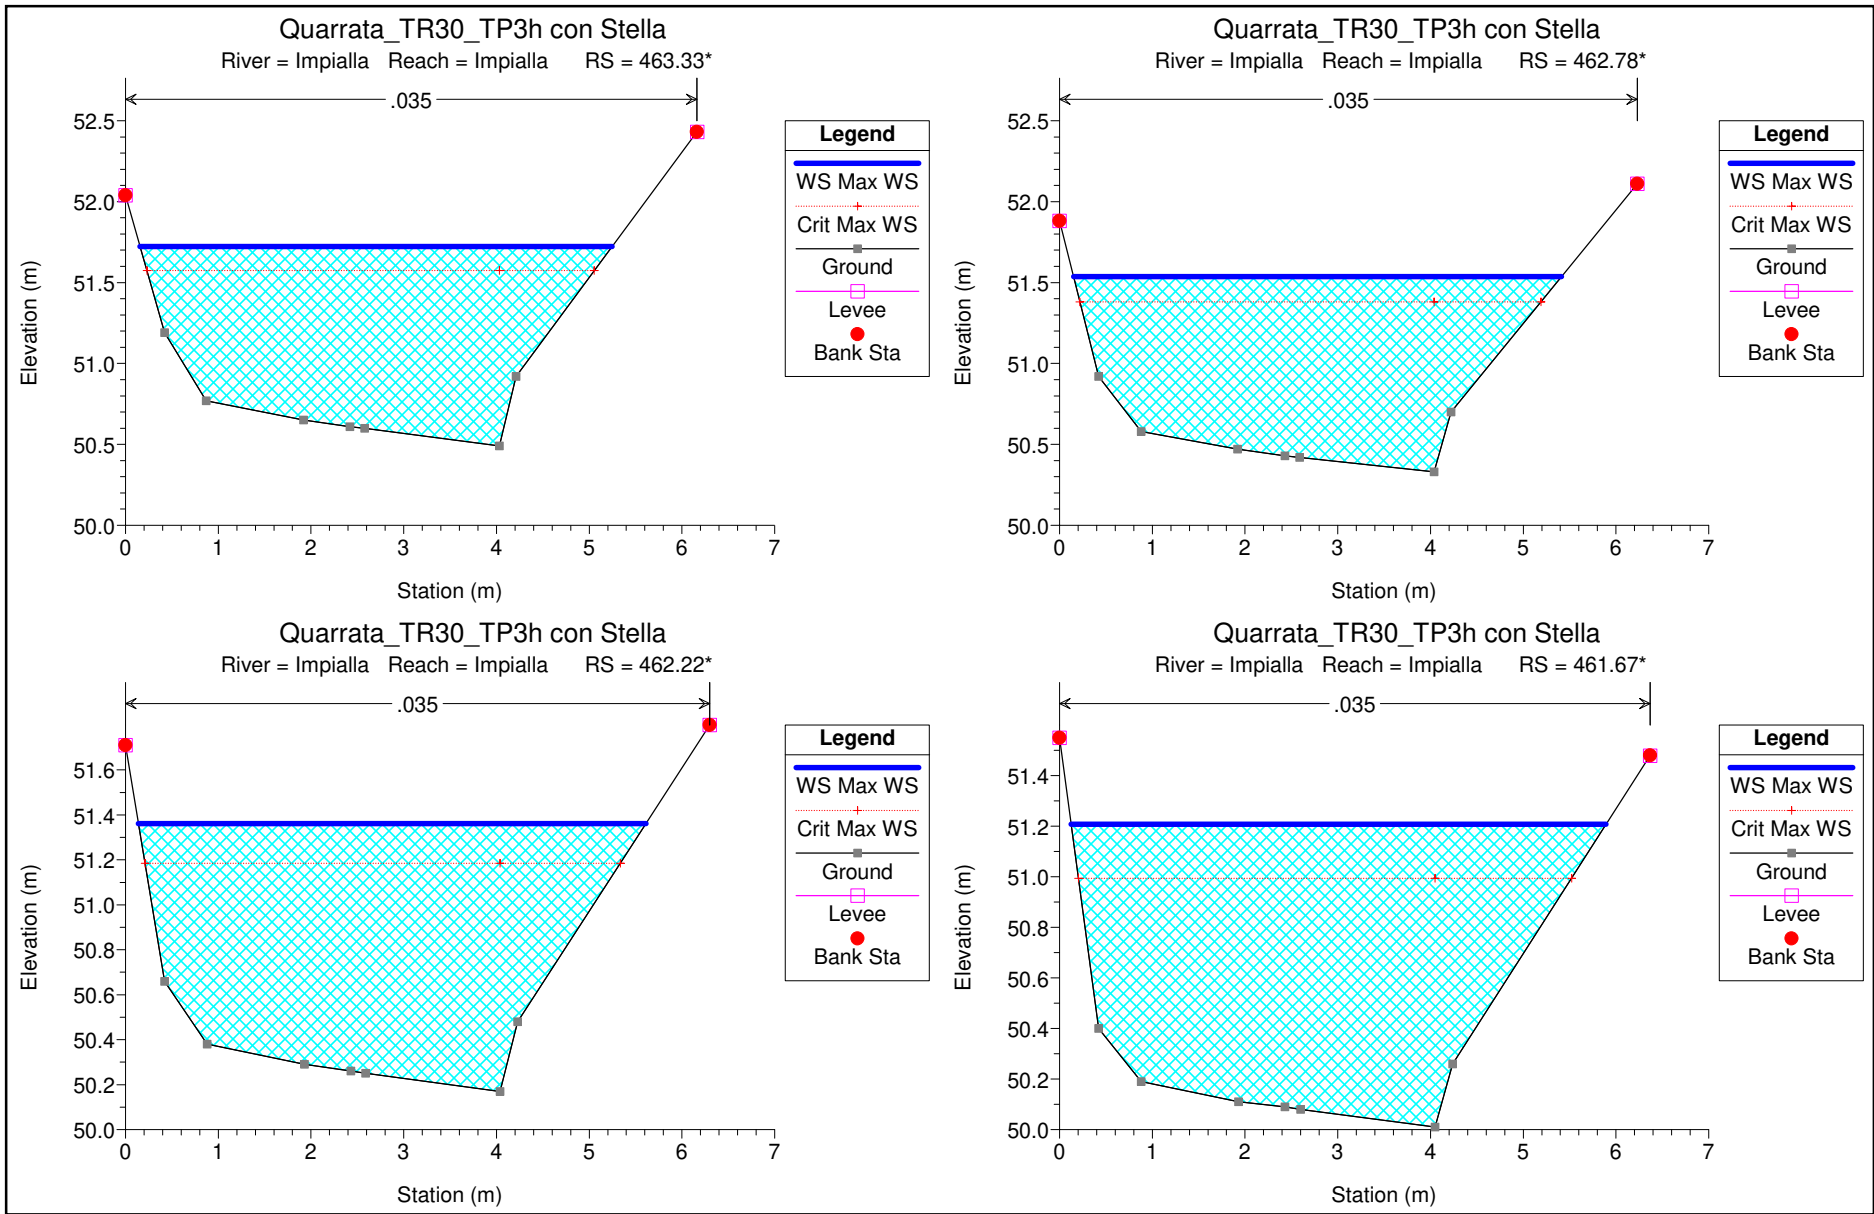 Quarrata_TR30_TP3h con Stella
River = Impialla Reach = Impialla RS = 463.33*
.035
52.5
52.0
51.5
51.0
50.5
50.0
0 1 2 3 4 5 6 7
Elevation (m)
Station (m)
Legend
WS Max WS
Crit Max WS
Ground
Levee
Bank Sta
Quarrata_TR30_TP3h con Stella
River = Impialla Reach = Impialla RS = 462.78*
.035
52.5
52.0
51.5
51.0
50.5
50.0
0 1 2 3 4 5 6 7
Elevation (m)
Station (m)
Legend
WS Max WS
Crit Max WS
Ground
Levee
Bank Sta
Quarrata_TR30_TP3h con Stella
River = Impialla Reach = Impialla RS = 462.22*
.035
51.6
51.4
51.2
51.0
50.8
50.6
50.4
50.2
50.0
0 1 2 3 4 5 6 7
Elevation (m)
Station (m)
Legend
WS Max WS
Crit Max WS
Ground
Levee
Bank Sta
Quarrata_TR30_TP3h con Stella
River = Impialla Reach = Impialla RS = 461.67*
.035
51.4
51.2
51.0
50.8
50.6
50.4
50.2
50.0
0 1 2 3 4 5 6 7
Elevation (m)
Station (m)
Legend
WS Max WS
Crit Max WS
Ground
Levee
Bank Sta